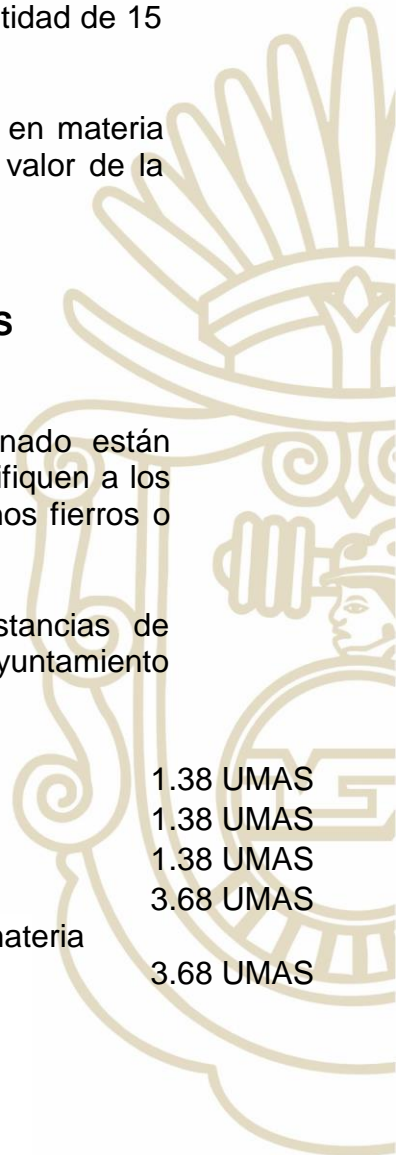 tidad de 15
en materia
valor de la
S
nado están
ifiquen a los
nos fierros o
stancias de
yuntamiento
1.38 UMAS
1.38 UMAS
1.38 UMAS
3.68 UMAS
nateria
3.68 UMAS